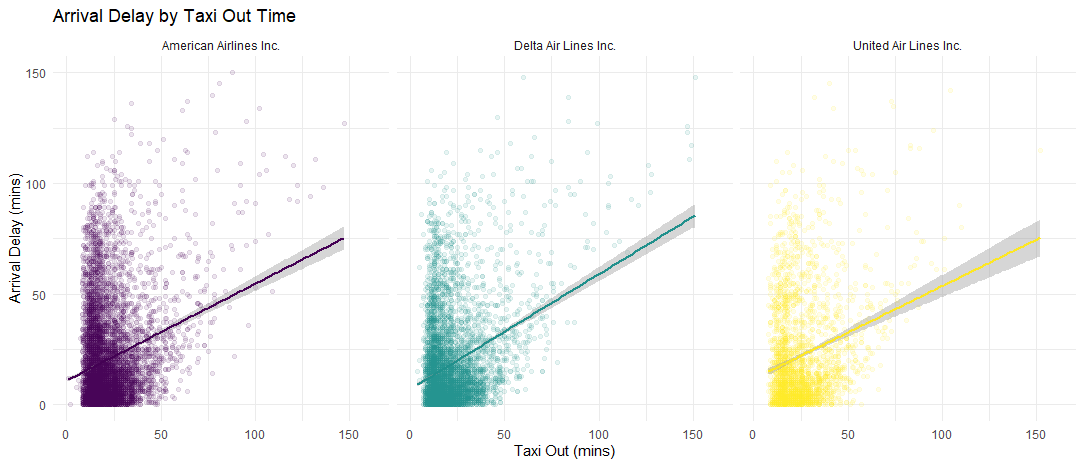 Arrival Delay by Taxi Out Time
American Airlines Inc.
Delta Air Lines Inc.
United Air Lines Inc.
Arrival Delay (mins)
150
100
50
0
0 50 100 150
0 50 100 150
0 50 100 150
Taxi Out (mins)